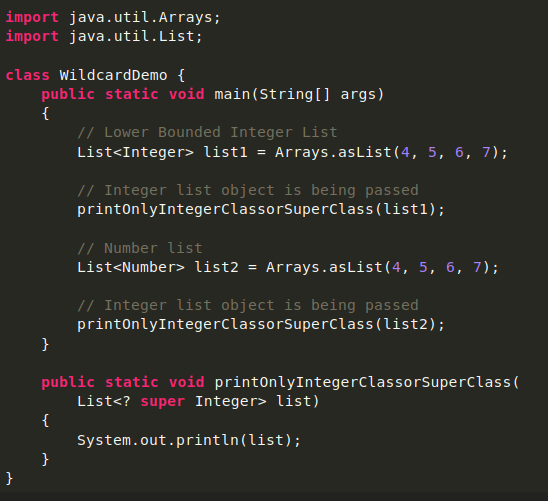 import java.util.Arrays;
import java.util.List;
class WildcardDemo {
    public static void main(String[] args)
    {
        // Lower Bounded Integer List
        List<Integer> list1 = Arrays.asList(4, 5, 6, 7);
        // Integer list object is being passed
        printOnlyIntegerClassorSuperClass(list1);
        // Number list
        List<Number> list2 = Arrays.asList(4, 5, 6, 7);
        // Integer list object is being passed
        printOnlyIntegerClassorSuperClass(list2);
    }
    public static void printOnlyIntegerClassorSuperClass(
        List<? super Integer> list)
    {
        System.out.println(list);
    }
}